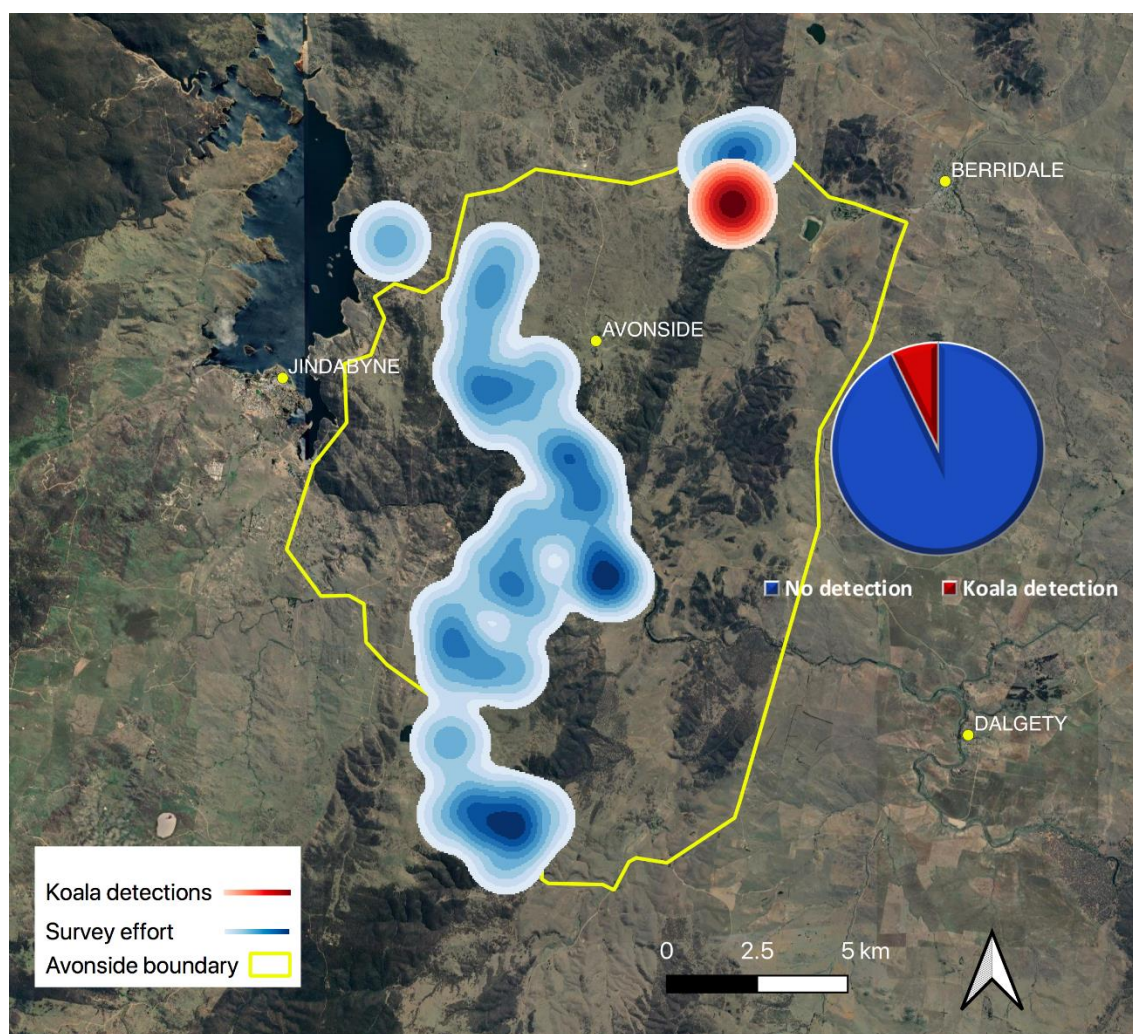 BERRIDALE
AVONSIDE
JINDABYNE
No detection Koala detection
DALGETY
Koala detections
Survey effort
Avonside boundary
0 2.5 5 km